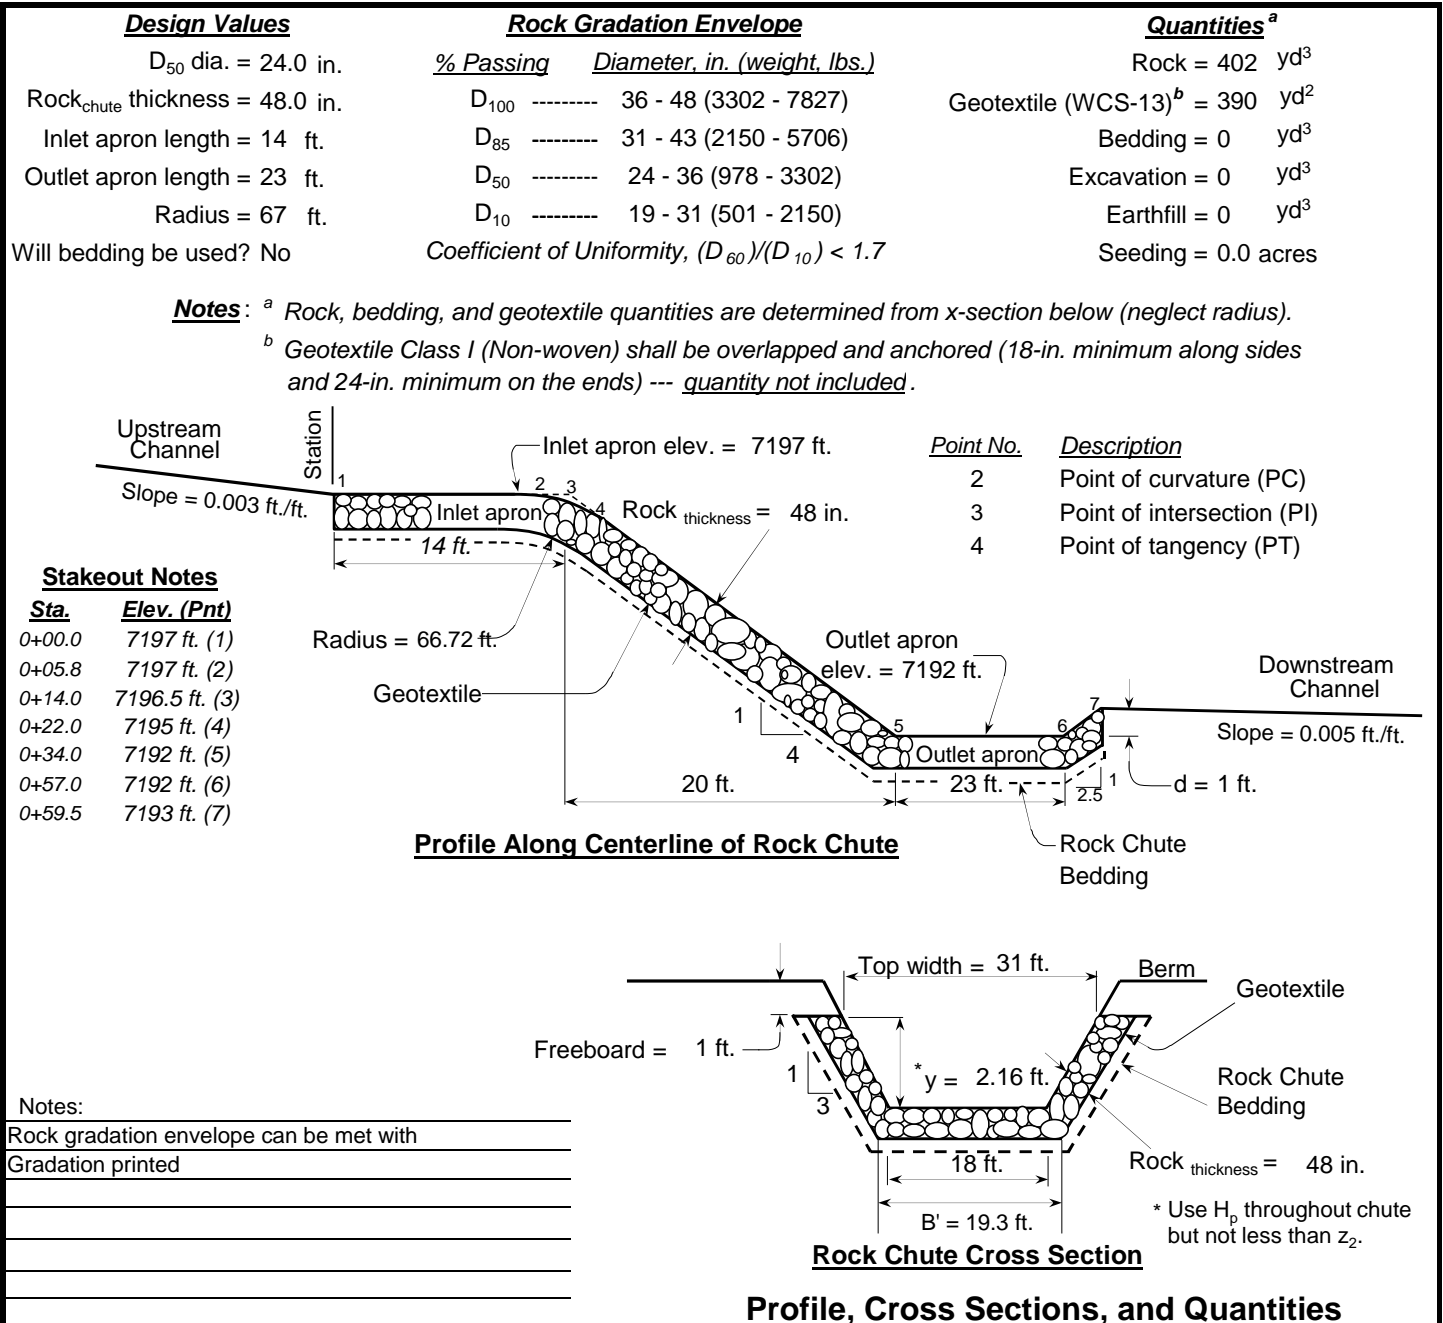 Design Values
D50 dia. = 24.0 in.
Rockchute thickness = 48.0 in.
Inlet apron length = 14 ft.
Outlet apron length = 23 ft.
Radius = 67 ft.
Will bedding be used? No
Rock Gradation Envelope
% Passing Diameter, in. (weight, lbs.)
D100 --------- 36 - 48 (3302 - 7827)
D85 --------- 31 - 43 (2150 - 5706)
D50 --------- 24 - 36 (978 - 3302)
D10 --------- 19 - 31 (501 - 2150)
Coefficient of Uniformity, (D60)/(D10) < 1.7
Quantities a
Rock = 402 yd3
Geotextile (WCS-13)b = 390 yd2
Bedding = 0 yd3
Excavation = 0 yd3
Earthfill = 0 yd3
Seeding = 0.0 acres
Notes: a Rock, bedding, and geotextile quantities are determined from x-section below (neglect radius).
b Geotextile Class I (Non-woven) shall be overlapped and anchored (18-in. minimum along sides
and 24-in. minimum on the ends) --- quantity not included.
Upstream
Channel
Slope = 0.003 ft./ft.
Station
1
Inlet apron elev. = 7197 ft.
2 3
4
Inlet apron
14 ft.
Rock thickness = 48 in.
Point No. Description
2 Point of curvature (PC)
3 Point of intersection (PI)
4 Point of tangency (PT)
Stakeout Notes
Sta. Elev. (Pnt)
0+00.0 7197 ft. (1)
0+05.8 7197 ft. (2)
0+14.0 7196.5 ft. (3)
0+22.0 7195 ft. (4)
0+34.0 7192 ft. (5)
0+57.0 7192 ft. (6)
0+59.5 7193 ft. (7)
Radius = 66.72 ft.
Geotextile
1
4
Outlet apron
elev. = 7192 ft.
5
6
7
Outlet apron
Downstream
Channel
Slope = 0.005 ft./ft.
20 ft.
23 ft.
2.5
1
d = 1 ft.
Rock Chute
Bedding
Profile Along Centerline of Rock Chute
Top width = 31 ft.
Berm
Geotextile
Freeboard = 1 ft.
1
3
*y = 2.16 ft.
Rock Chute
Bedding
18 ft.
Rock thickness = 48 in.
B' = 19.3 ft.
* Use Hp throughout chute
but not less than z2.
Rock Chute Cross Section
Notes:
Rock gradation envelope can be met with
Gradation printed
Profile, Cross Sections, and Quantities